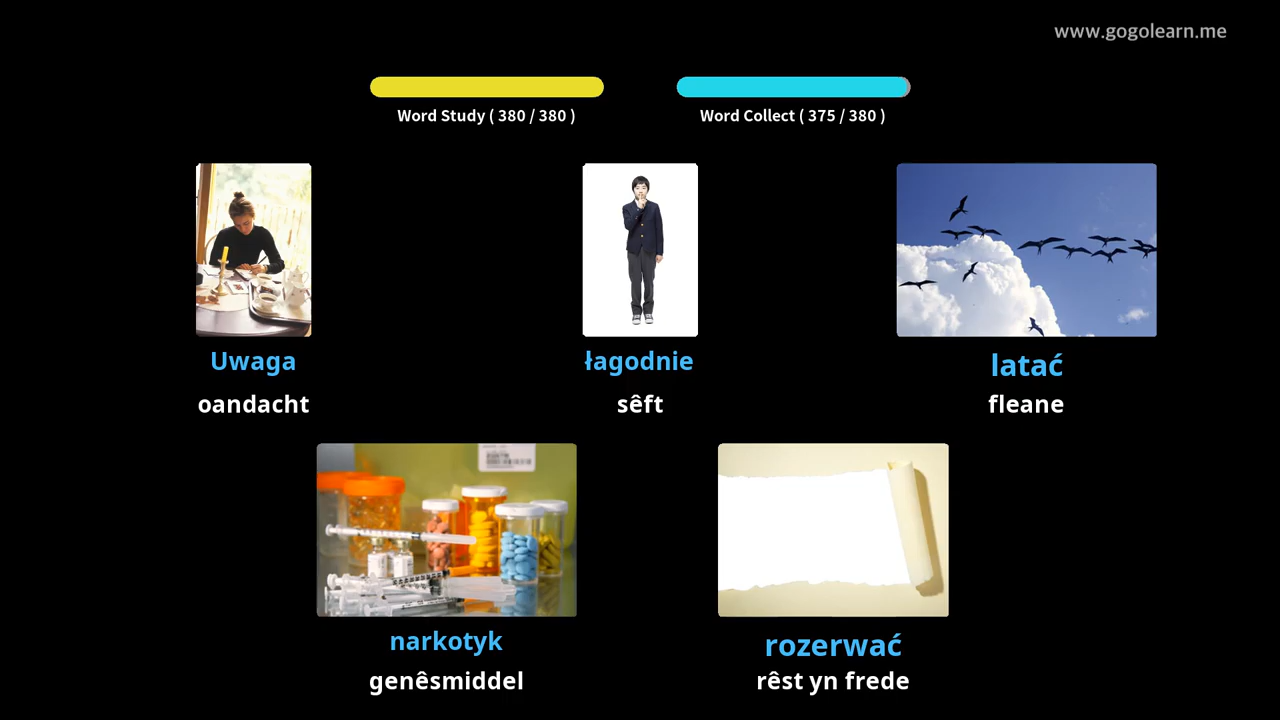 www.gogolearn.me
Word Study ( 380 / 380 )
Word Collect ( 375 / 380 )
Uwaga
łagodnie
latać
oandacht
sêft
fleane
narkotyk
rozerwać
genêsmiddel
rêst yn frede